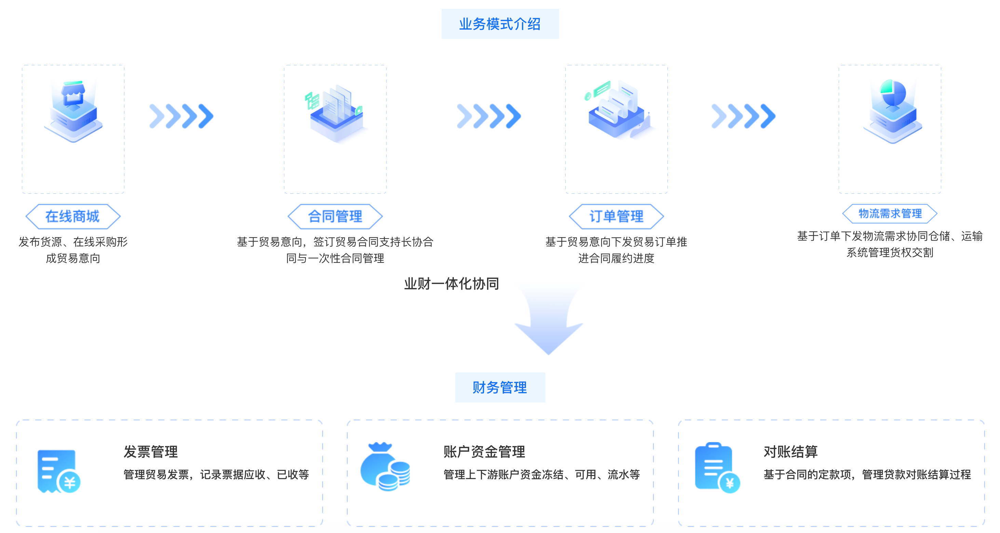 业务模式介绍
在线商城
发布货源、在线采购形
成贸易意向
合同管理
基于贸易意向，签订贸易合同支持长协合
同与一次性合同管理
订单管理
基于贸易意向下发贸易订单推
进合同履约进度
物流需求管理
基于订单下发物流需求协同仓储、运输
系统管理货权交割
业财一体化协同
财务管理
发票管理
管理贸易发票，记录票据应收、已收等
账户资金管理
管理上下游账户资金冻结、可用、流水等
对账结算
基于合同的定款项，管理贷款对账结算过程